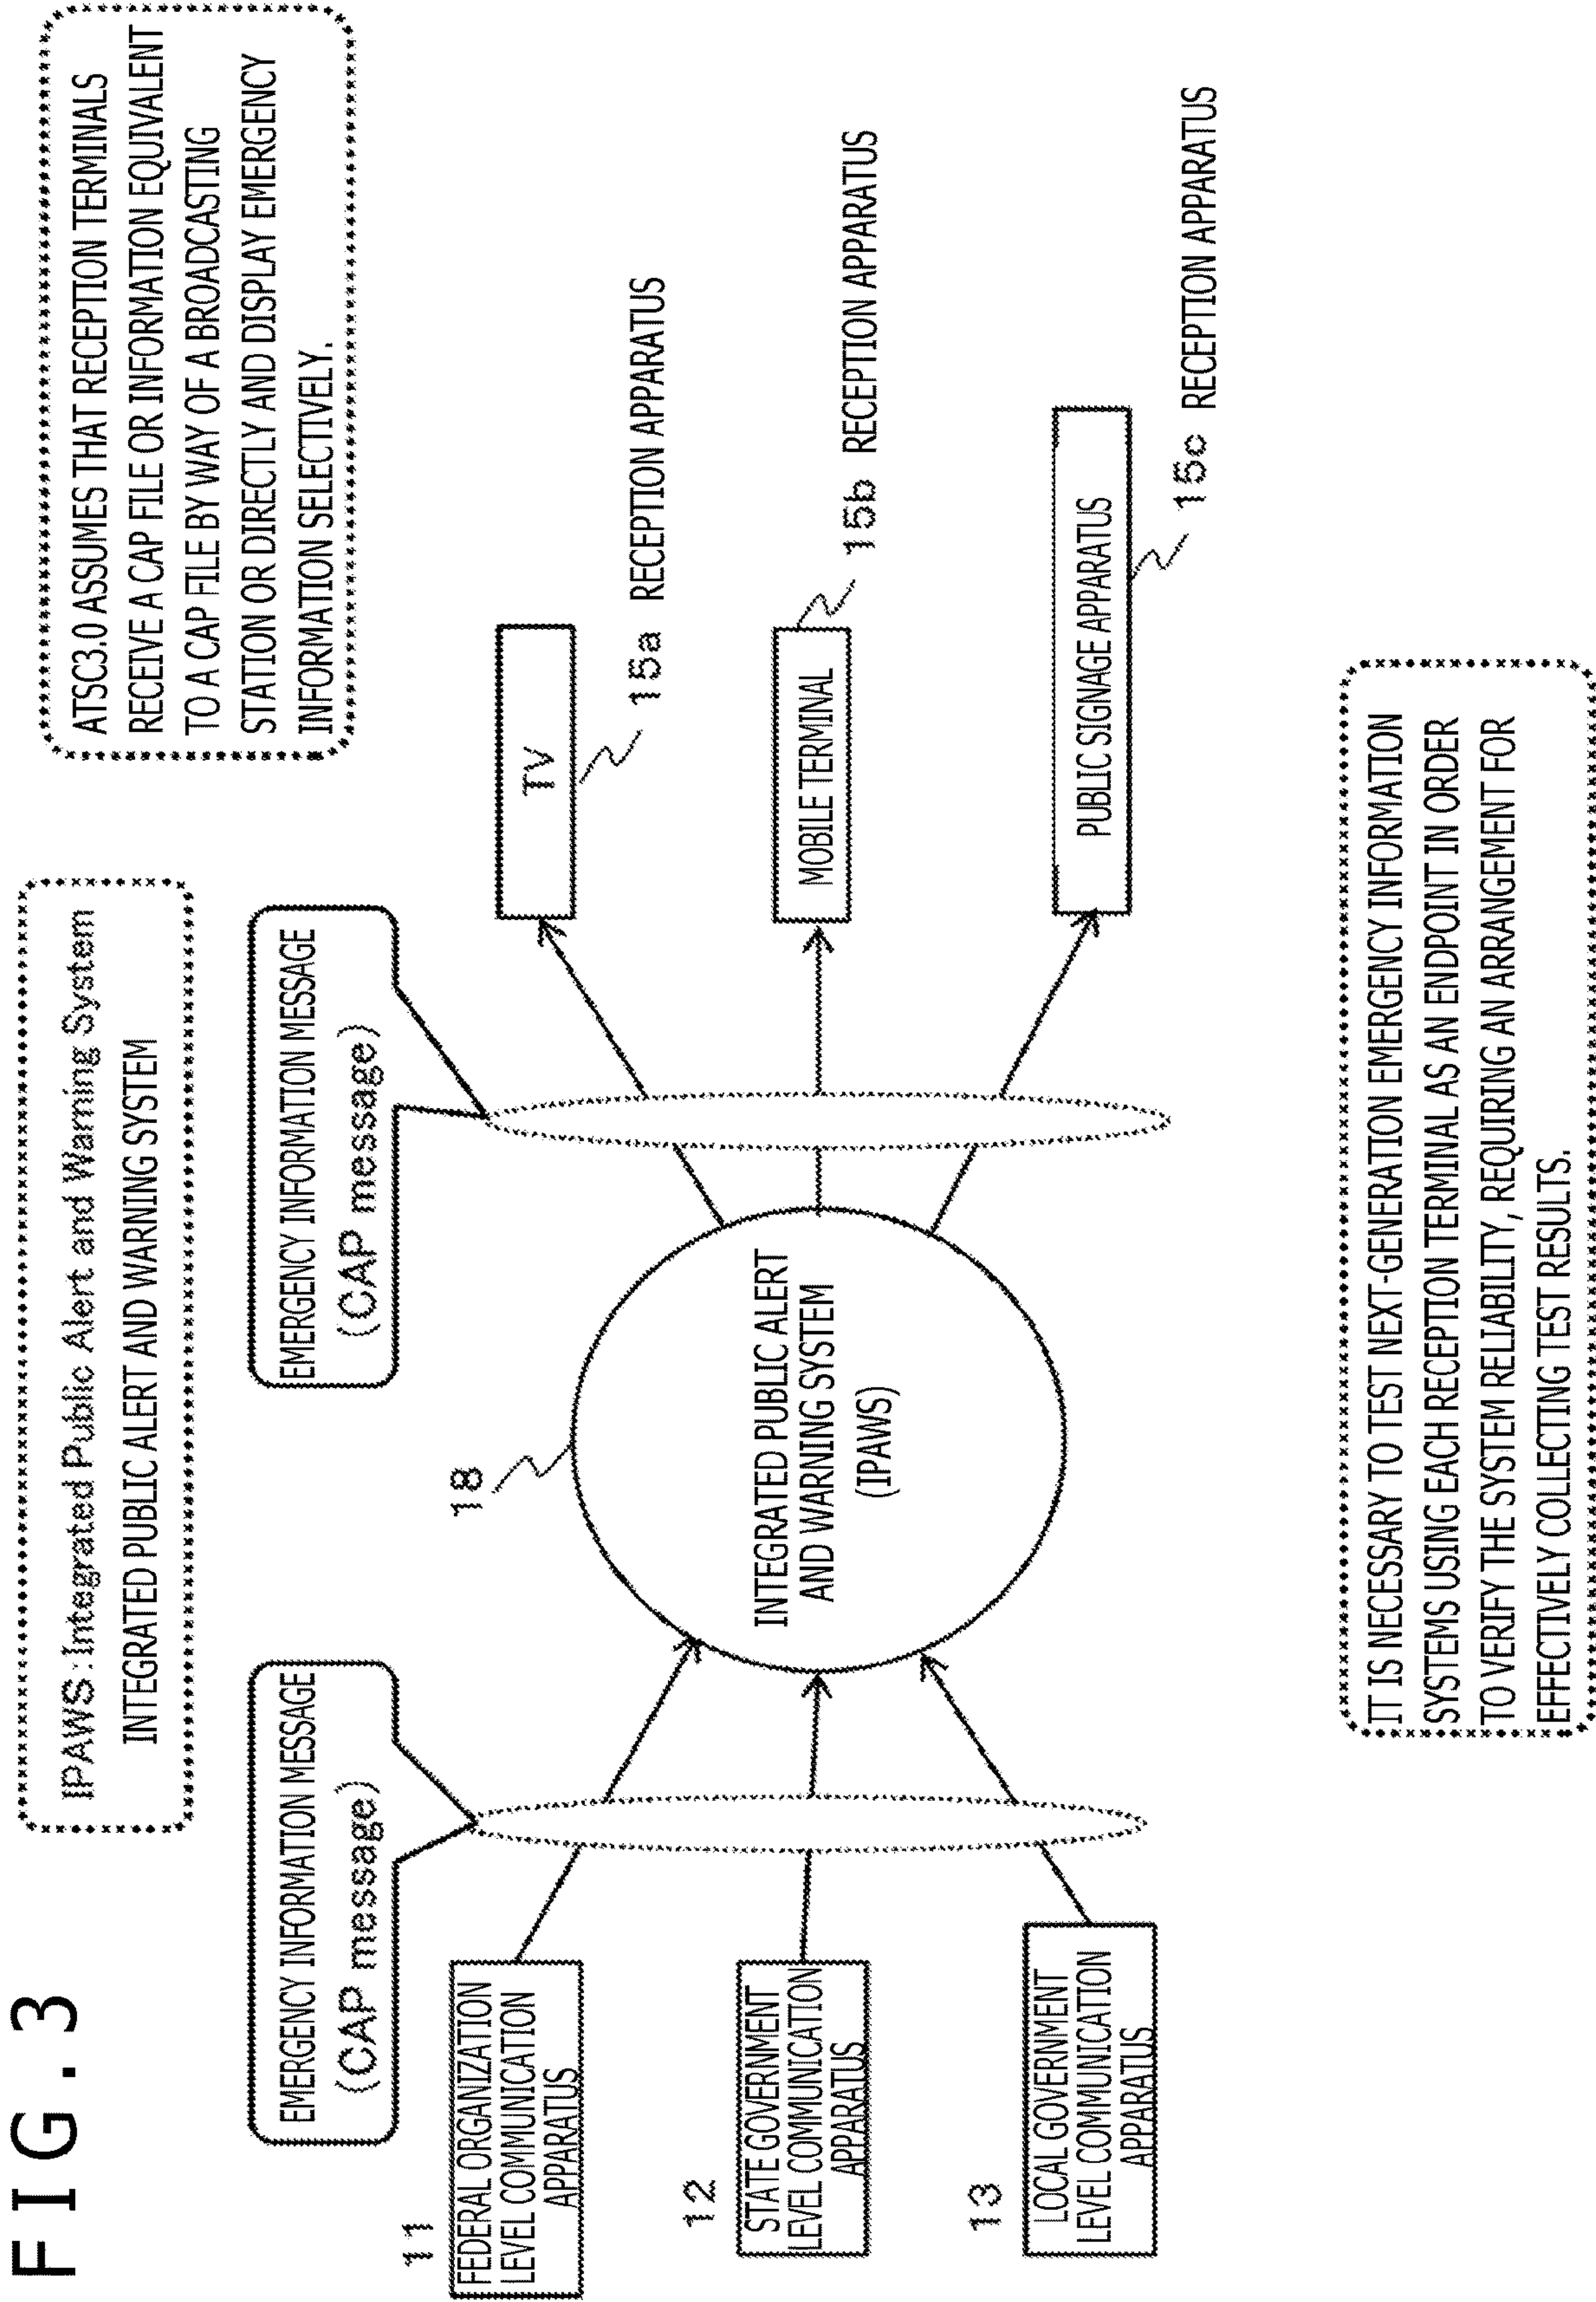 FIG.3
IPAWS:Integrated Public Alert and Warning System
INTEGRATED PUBLIC ALERT AND WARNING SYSTEM
ATSC3.0 ASSUMES THAT RECEPTION TERMINALS
RECEIVE A CAP FILE OR INFORMATION EQUIVALENT
TO A CAP FILE BY WAY OF A BROADCASTING
STATION OR DIRECTLY AND DISPLAY EMERGENCY
INFORMATION SELECTIVELY.
EMERGENCY INFORMATION MESSAGE
(CAP message)
EMERGENCY INFORMATION MESSAGE
(CAP message)
11
FEDERAL ORGANIZATION
LEVEL COMMUNICATION
APPARATUS
12
STATE GOVERNMENT
LEVEL COMMUNICATION
APPARATUS
13
LOCAL GOVERNMENT
LEVEL COMMUNICATION
APPARATUS
18
INTEGRATED PUBLIC ALERT
AND WARNING SYSTEM
(IPAWS)
TV
15a RECEPTION APPARATUS
MOBILE TERMINAL
15b RECEPTION APPARATUS
PUBLIC SIGNAGE APPARATUS
15c RECEPTION APPARATUS
IT IS NECESSARY TO TEST NEXT-GENERATION EMERGENCY INFORMATION
SYSTEMS USING EACH RECEPTION TERMINAL AS AN ENDPOINT IN ORDER
TO VERIFY THE SYSTEM RELIABILITY, REQUIRING AN ARRANGEMENT FOR
EFFECTIVELY COLLECTING TEST RESULTS.